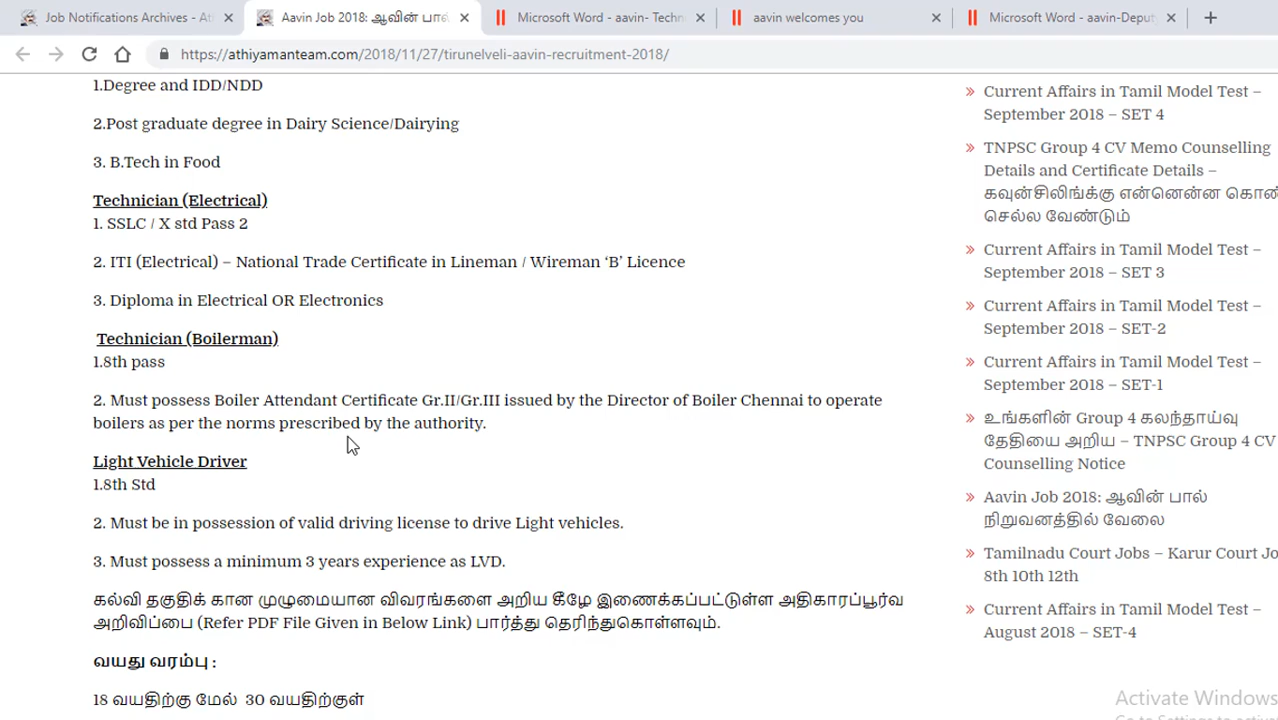 Job Notifications Archives - At
Aavin Job 2018: ஆவின் பால்
Microsoft Word - aavin- Techn
aavin welcomes you
Microsoft Word - aavin-Deputy
https://athiyamanteam.com/2018/11/27/tirunelveli-aavin-recruitment-2018/
1.Degree and IDD/NDD
2.Post graduate degree in Dairy Science/Dairying
3. B.Tech in Food
Technician (Electrical)
1. SSLC / X std Pass 2
2. ITI (Electrical) – National Trade Certificate in Lineman / Wireman ‘B’ Licence
3. Diploma in Electrical OR Electronics
Technician (Boilerman)
1.8th pass
2. Must possess Boiler Attendant Certificate Gr.II/Gr.III issued by the Director of Boiler Chennai to operate
boilers as per the norms prescribed by the authority.
Light Vehicle Driver
1.8th Std
2. Must be in possession of valid driving license to drive Light vehicles.
3. Must possess a minimum 3 years experience as LVD.
கல்வி தகுதிக் கான முழுமையான விவரங்களை அறிய கீழே இணைக்கப்பட்டுள்ள அதிகாரப்பூர்வ
அறிவிப்பை (Refer PDF File Given in Below Link) பார்த்து தெரிந்துகொள்ளவும்.
வயது வரம்பு :
18 வயதிற்கு மேல் 30 வயதிற்குள்
Current Affairs in Tamil Model Test –
September 2018 – SET 4
TNPSC Group 4 CV Memo Counselling
Details and Certificate Details –
கவுன்சிலிங்க்கு என்னென்ன கொண்
செல்ல வேண்டும்
Current Affairs in Tamil Model Test –
September 2018 – SET 3
Current Affairs in Tamil Model Test –
September 2018 – SET-2
Current Affairs in Tamil Model Test –
September 2018 – SET-1
உங்களின் Group 4 கலந்தாய்வு
தேதியை அறிய – TNPSC Group 4 CV
Counselling Notice
Aavin Job 2018: ஆவின் பால்
நிறுவனத்தில் வேலை
Tamilnadu Court Jobs – Karur Court Jo
8th 10th 12th
Current Affairs in Tamil Model Test –
August 2018 – SET-4
Activate Windows